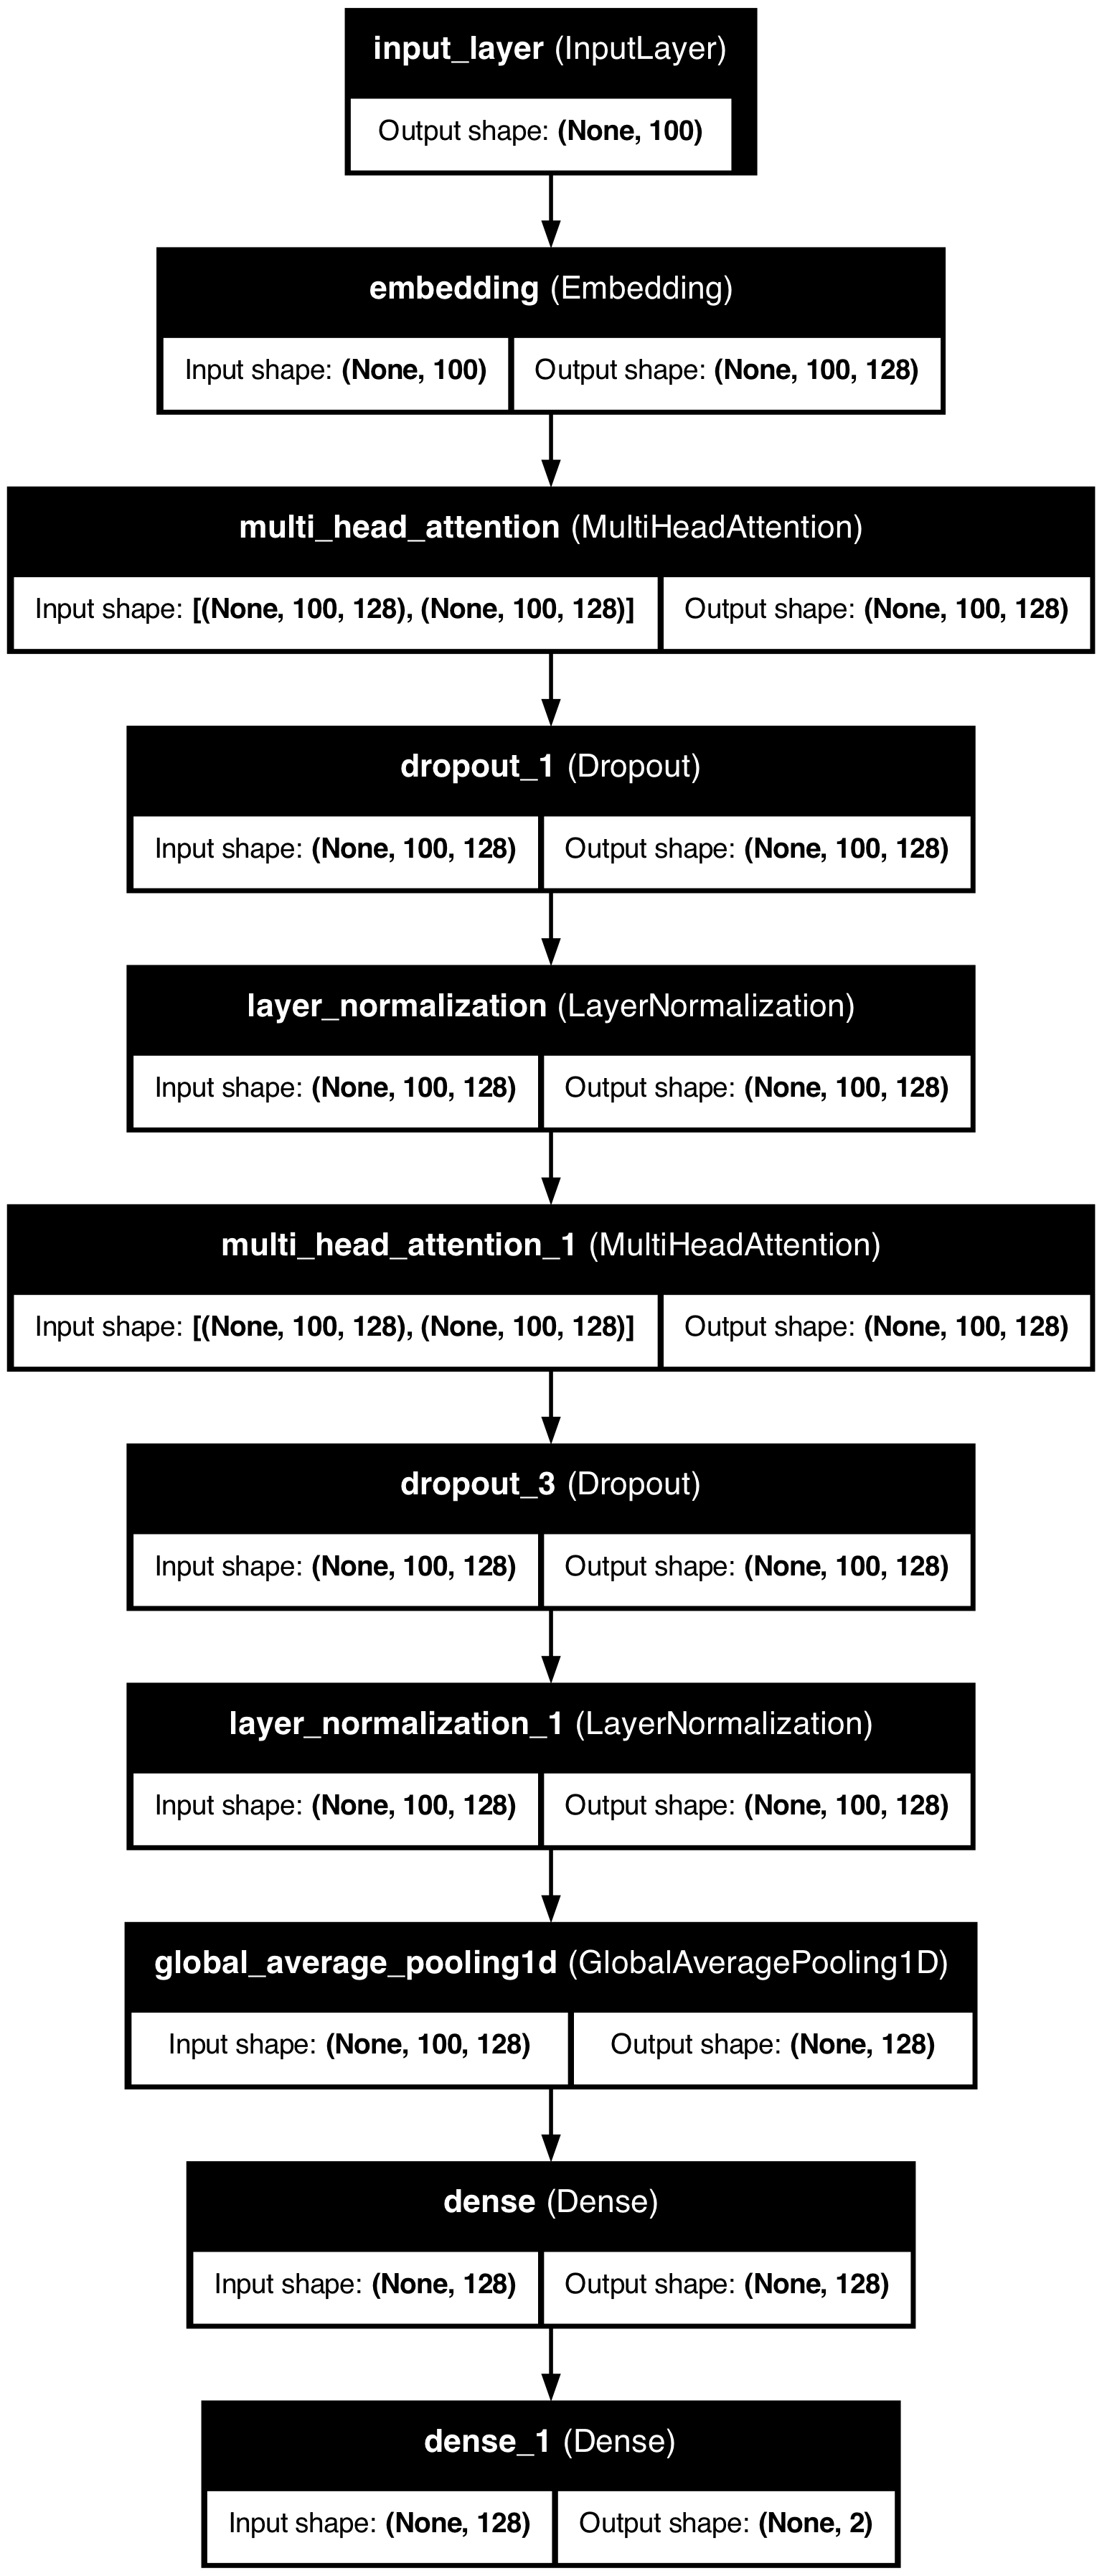 input_layer (InputLayer)
Output shape: (None, 100)
embedding (Embedding)
Input shape: (None, 100) Output shape: (None, 100, 128)
multi_head_attention (MultiHeadAttention)
Input shape: [(None, 100, 128), (None, 100, 128)] Output shape: (None, 100, 128)
dropout_1 (Dropout)
Input shape: (None, 100, 128) Output shape: (None, 100, 128)
layer_normalization (LayerNormalization)
Input shape: (None, 100, 128) Output shape: (None, 100, 128)
multi_head_attention_1 (MultiHeadAttention)
Input shape: [(None, 100, 128), (None, 100, 128)] Output shape: (None, 100, 128)
dropout_3 (Dropout)
Input shape: (None, 100, 128) Output shape: (None, 100, 128)
layer_normalization_1 (LayerNormalization)
Input shape: (None, 100, 128) Output shape: (None, 100, 128)
global_average_pooling1d (GlobalAveragePooling1D)
Input shape: (None, 100, 128) Output shape: (None, 128)
dense (Dense)
Input shape: (None, 128) Output shape: (None, 128)
dense_1 (Dense)
Input shape: (None, 128) Output shape: (None, 2)